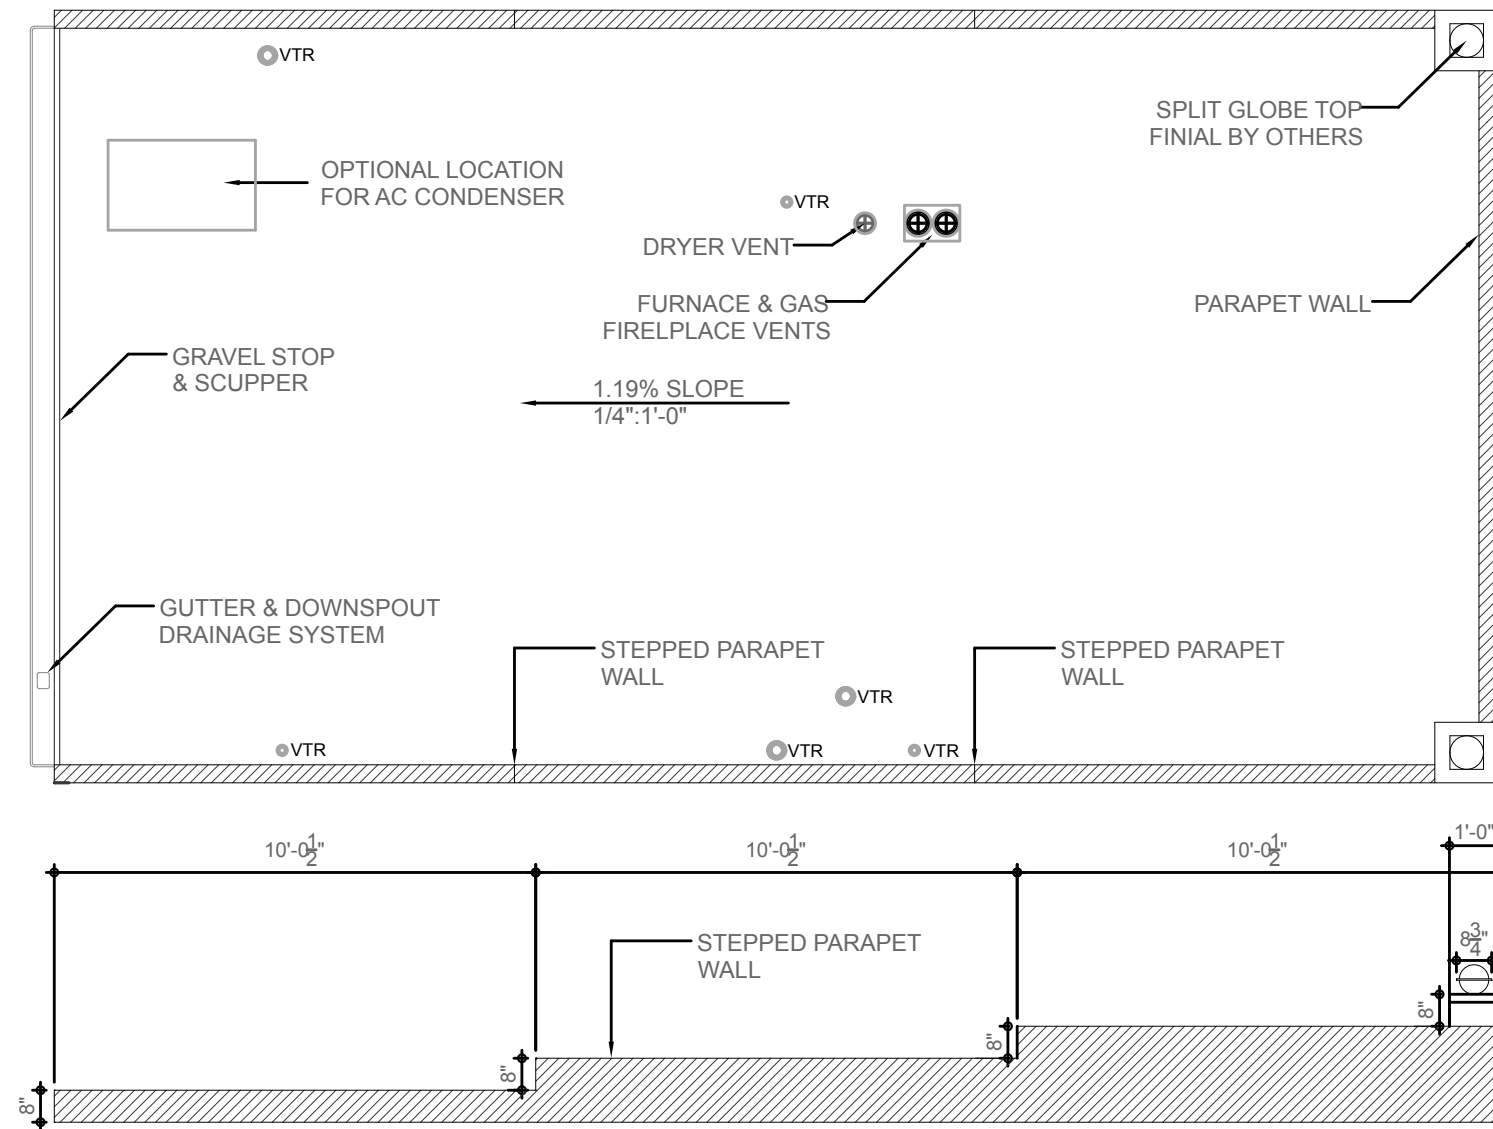 VTR
SPLIT GLOBE TOP
FINIAL BY OTHERS
OPTIONAL LOCATION
FOR AC CONDENSER
VTR
DRYER VENT
FURNACE & GAS
FIRELPLACE VENTS
PARAPET WALL
GRAVEL STOP
& SCUPPER
1.19% SLOPE
1/4":1'-0"
GUTTER & DOWNSPOUT
DRAINAGE SYSTEM
STEPPED PARAPET
WALL
STEPPED PARAPET
WALL
VTR
VTR
VTR
VTR
10'-0 1/2"
10'-0 1/2"
10'-0 1/2"
1'-0"
STEPPED PARAPET
WALL
8 3/4"
8"
8"
8"
8"